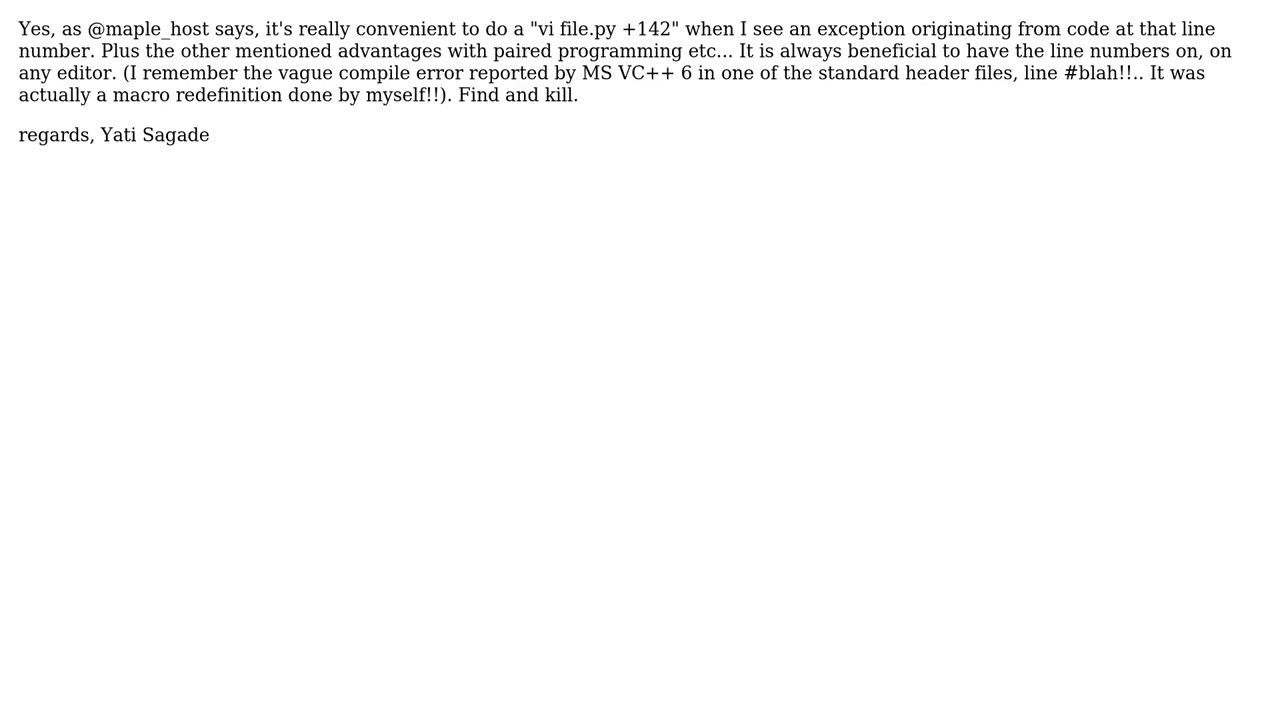 Yes, as @maple_host says, it's really convenient to do a "vi file.py +142" when I see an exception originating from code at that line
number. Plus the other mentioned advantages with paired programming etc... It is always beneficial to have the line numbers on, on
any editor. (I remember the vague compile error reported by MS VC++ 6 in one of the standard header files, line #blah!!.. It was
actually a macro redefinition done by myself!!). Find and kill.
regards, Yati Sagade